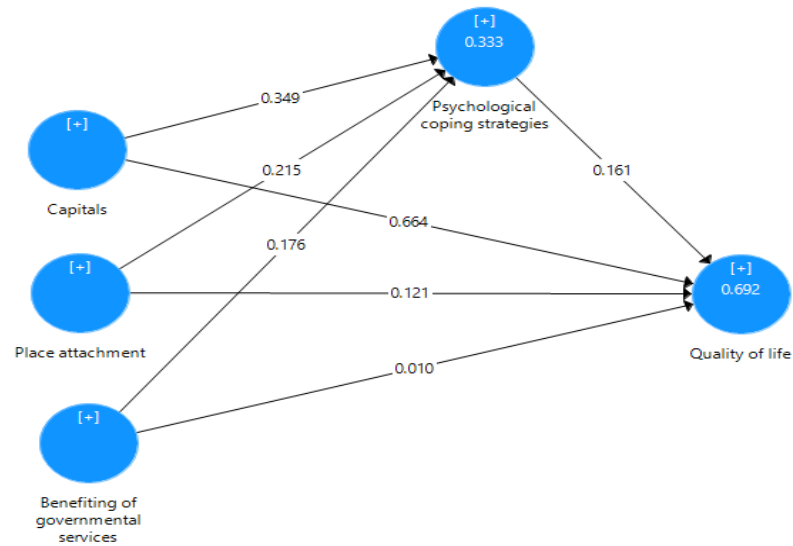 [+]
0.333
Psychological
coping strategies
0.349
[+]
Capitals
0.215
0.161
0.664
0.176
[+]
Place attachment
0.121
[+]
0.692
Quality of life
0.010
[+]
Benefiting of
governmental
services